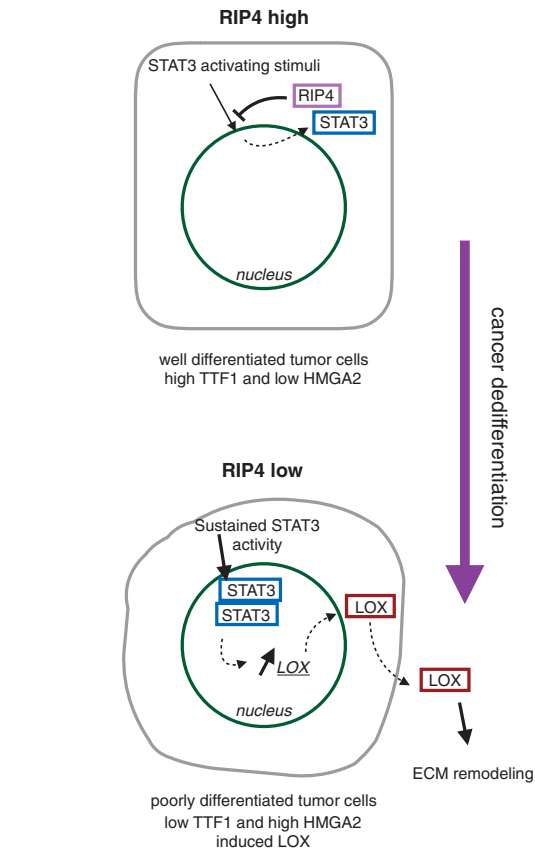 RIP4 high
STAT3 activating stimuli
RIP4
STAT3
nucleus
well differentiated tumor cells
high TTF1 and low HMGA2
cancer dedifferentiation
RIP4 low
Sustained STAT3
activity
STAT3
STAT3
LOX
LOX
nucleus
LOX
ECM remodeling
poorly differentiated tumor cells
low TTF1 and high HMGA2
induced LOX